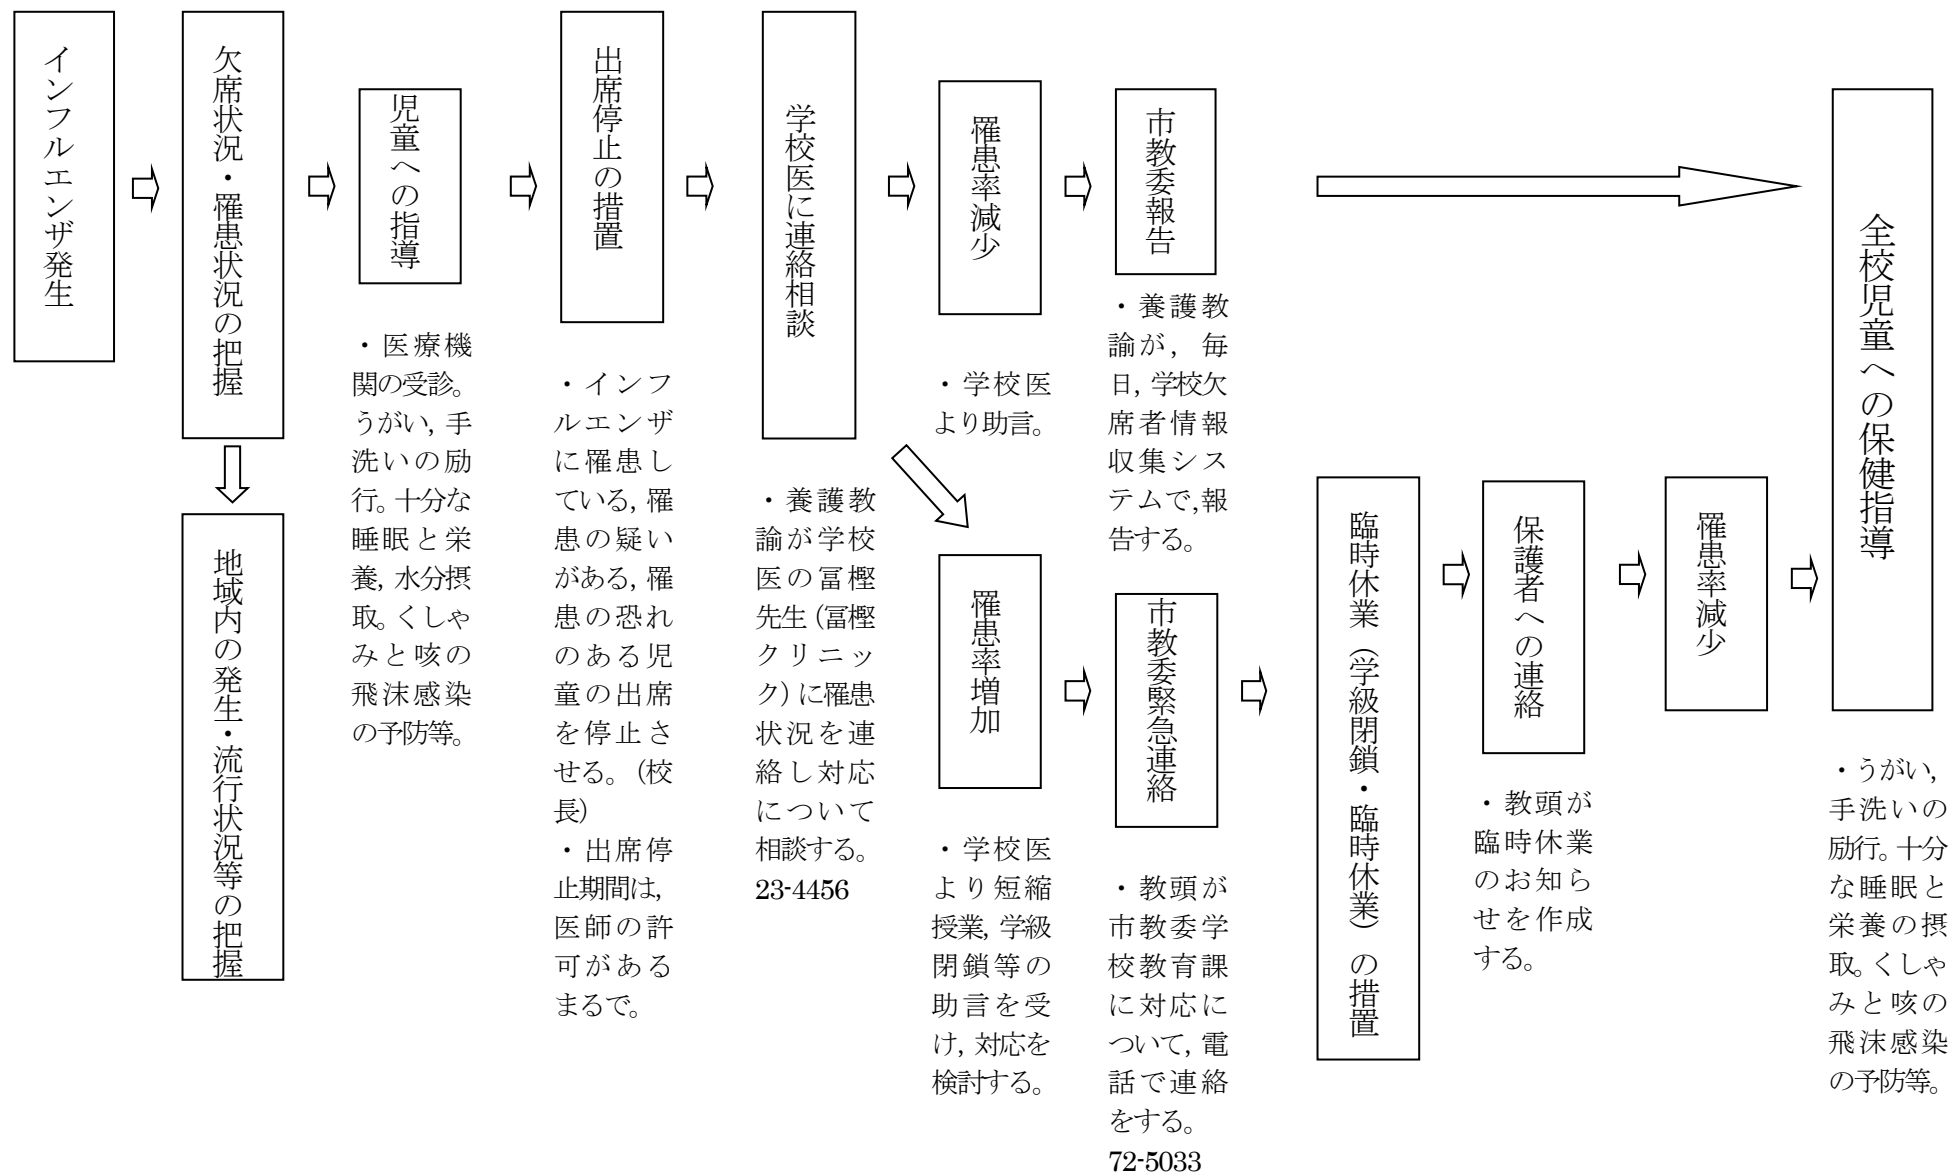 インフルエンザ発生
欠席状況・罹患状況の把握
地域内の発生・流行状況等の把握
児童への指導
・医療機
関の受診。
うがい,手
洗いの励
行。十分な
睡眠と栄
養,水分摂
取。くしゃ
みと咳の
飛沫感染
の予防等。
出席停止の措置
・インフ
ルエンザ
に罹患し
ている,罹
患の疑い
がある,罹
患の恐れ
のある児
童の出席
を停止さ
せる。(校
長)
・出席停
止期間は,
医師の許
可がある
まるで。
学校医に連絡相談
・養護教
諭が学校
医の冨樫
先生(冨樫
クリニッ
ク)に罹患
状況を連
絡し対応
について
相談する。
23-4456
罹患率減少
・学校医
より助言。
市教委報告
・養護教
諭が,毎
日,学校欠
席者情報
収集シス
テムで,報
告する。
罹患率増加
・学校医
より短縮
授業,学級
閉鎖等の
助言を受
け,対応を
検討する。
市教委緊急連絡
・教頭が
市教委学
校教育課
に対応に
ついて,電
話で連絡
をする。
72-5033
臨時休業(学級閉鎖・臨時休業)の措置
保護者への連絡
・教頭が
臨時休業
のお知ら
せを作成
する。
罹患率減少
全校児童への保健指導
・うがい,
手洗いの
励行。十分
な睡眠と
栄養の摂
取。くしゃ
みと咳の
飛沫感染
の予防等。